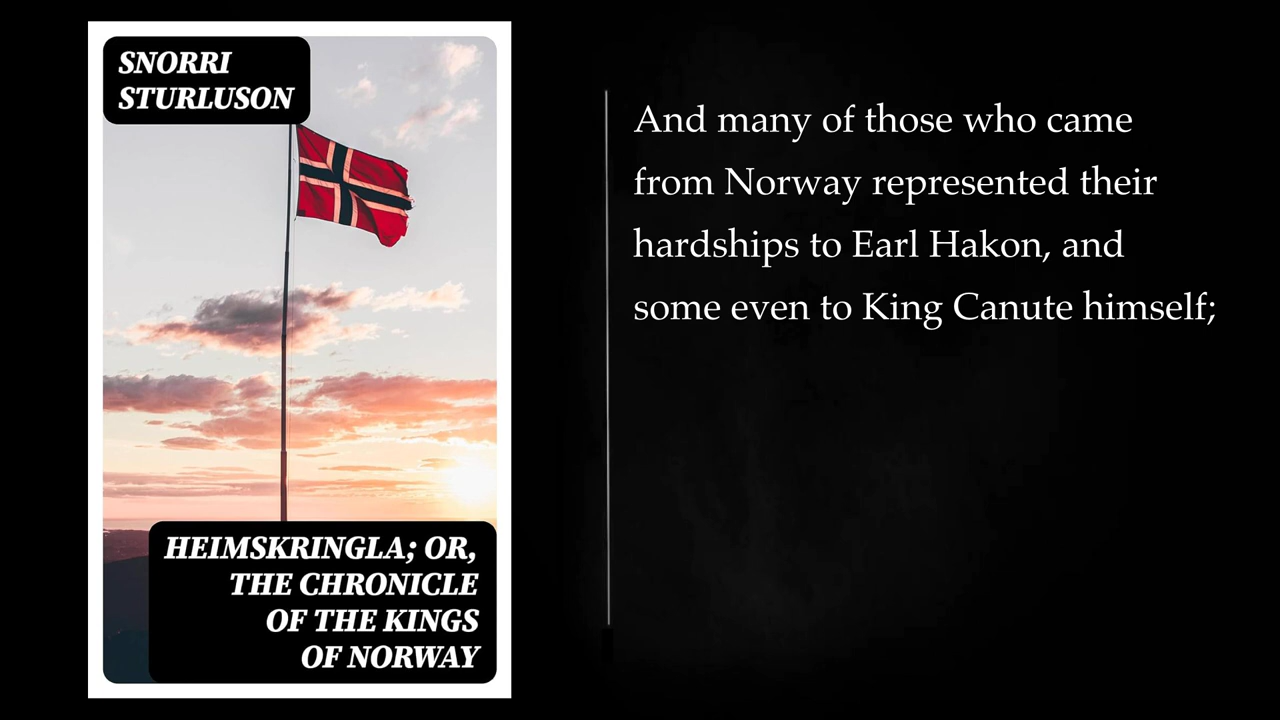 SNORRI
STURLUSON
HEIMSKRINGLA; OR,
THE CHRONICLE
OF THE KINGS
OF NORWAY
And many of those who came
from Norway represented their
hardships to Earl Hakon, and
some even to King Canute himself;